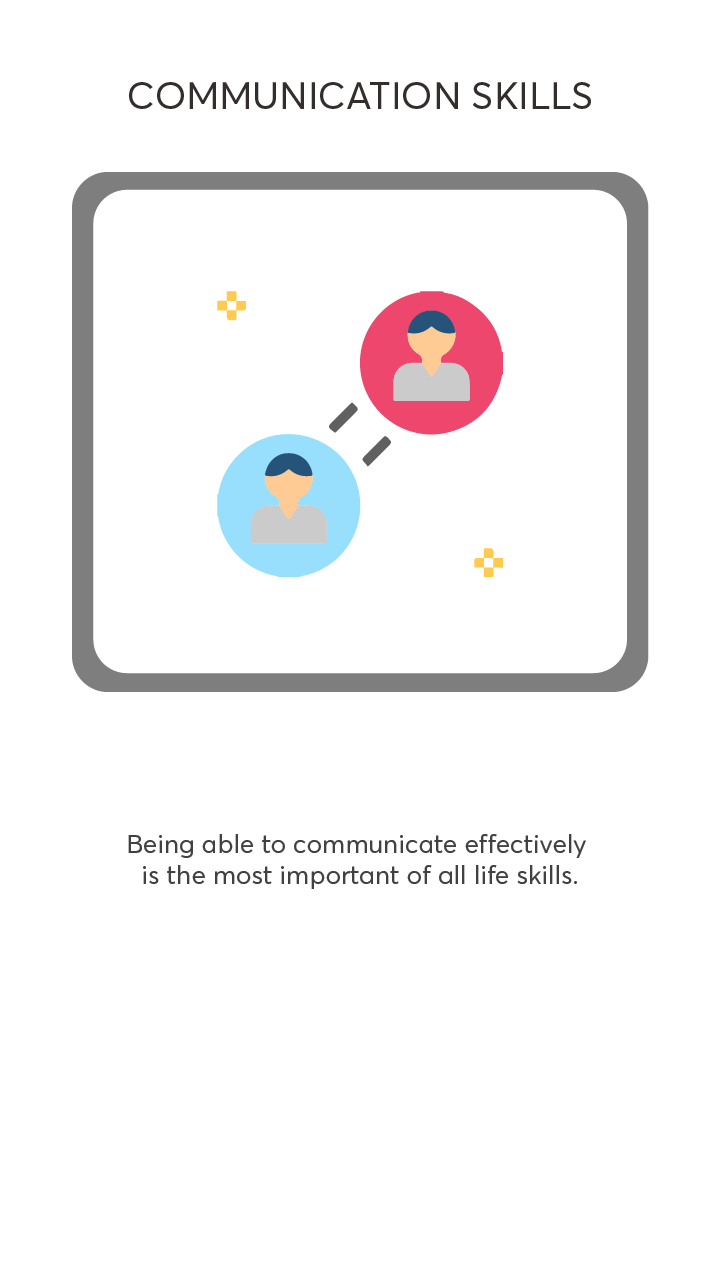 COMMUNICATION SKILLS
Being able to communicate effectively
is the most important of all life skills.